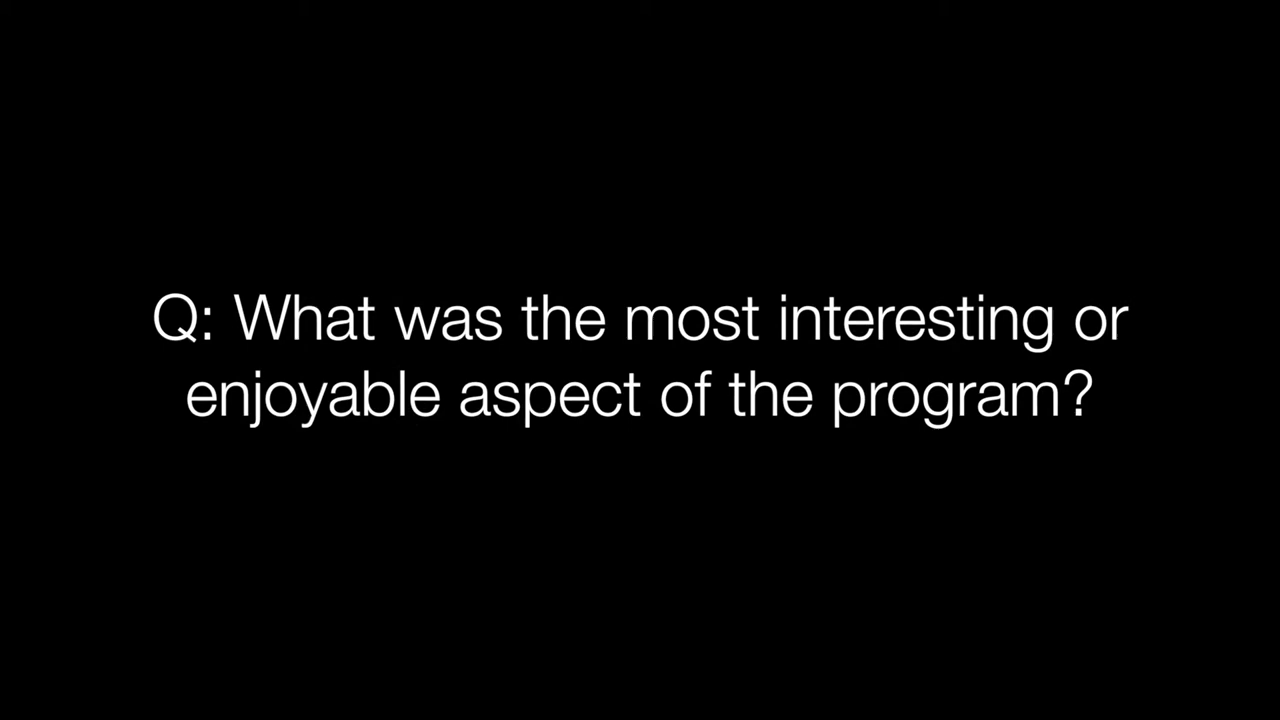 Q: What was the most interesting or
enjoyable aspect of the program?